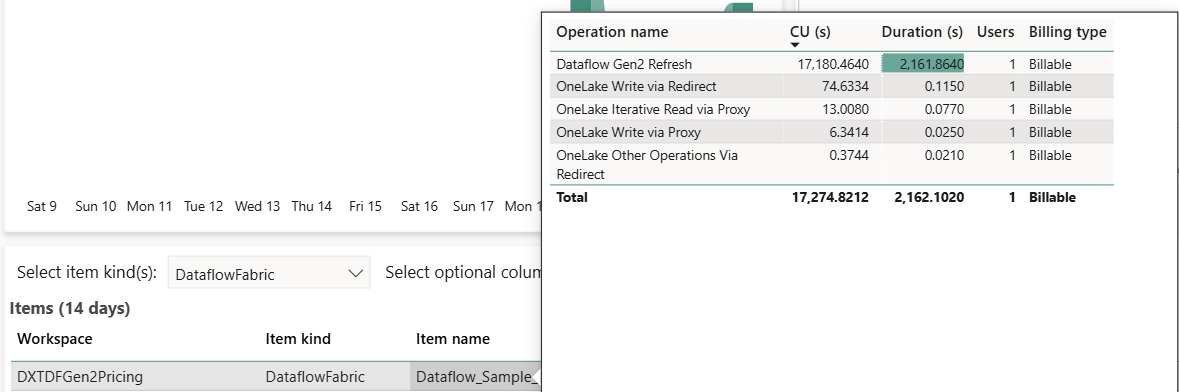 Operation name CU (s) Duration (s) Users Billing type
Dataflow Gen2 Refresh 17,180.4640 2,161.8640 1 Billable
OneLake Write via Redirect 74.6334 0.1150 1 Billable
OneLake Iterative Read via Proxy 13.0080 0.0770 1 Billable
OneLake Write via Proxy 6.3414 0.0250 1 Billable
OneLake Other Operations Via 0.3744 0.0210 1 Billable
Redirect
Total 17,274.8212 2,162.1020 1 Billable
Sat 9 Sun 10 Mon 11 Tue 12 Wed 13 Thu 14 Fri 15 Sat 16 Sun 17 Mon 1
Select item kind(s): DataflowFabric Select optional colum
Items (14 days)
Workspace Item kind Item name
DXTDFGen2Pricing DataflowFabric Dataflow_Sample_